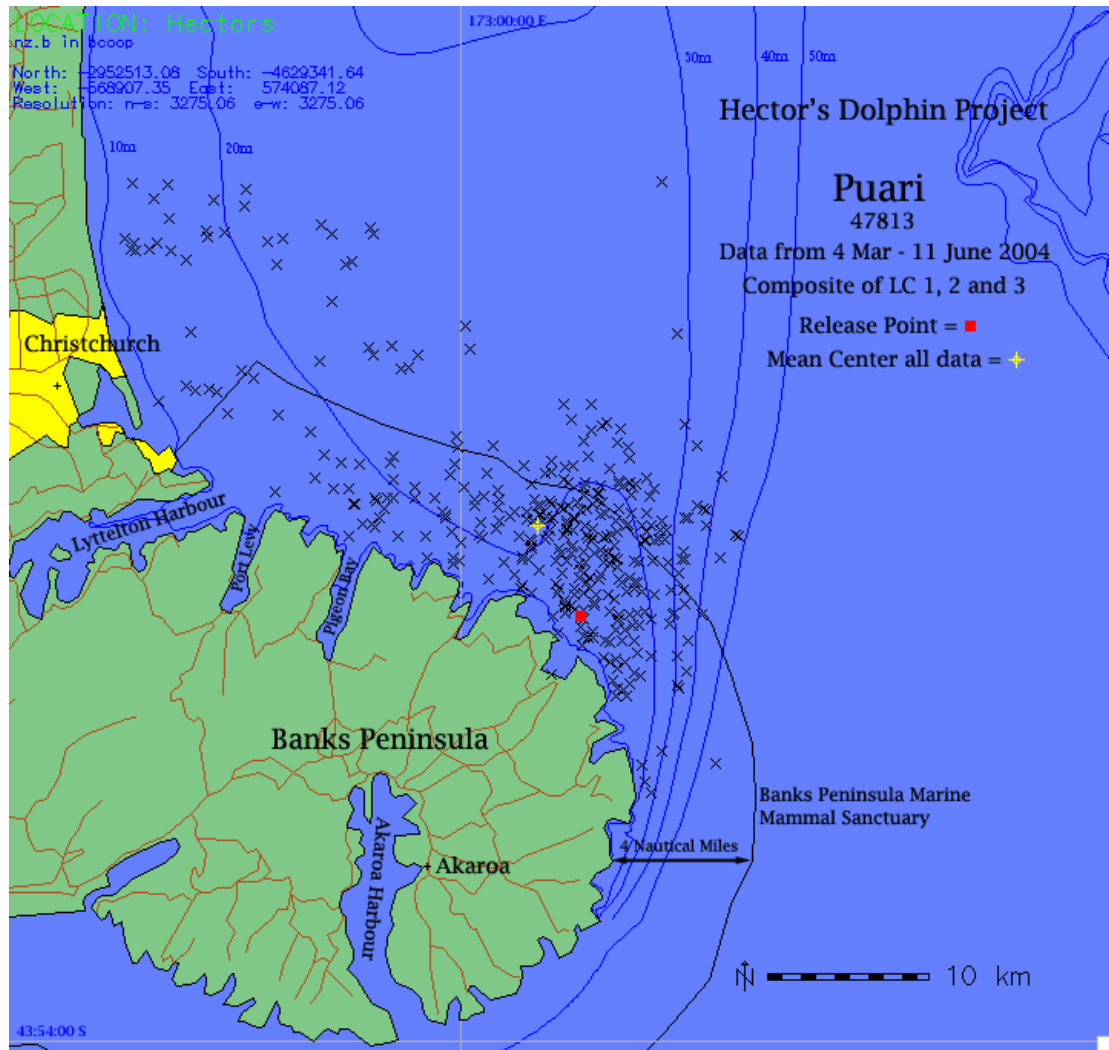 LOCATION: Hectors
nz.b in bcoop
North: -2952513.08 South: -4629341.64
West: -568907.35 East: 574087.12
Resolution: n-s: 3275.06 e-w: 3275.06
173:00:00 E
10m
20m
30m
40m
50m
Hector's Dolphin Project
Puari
47813
Data from 4 Mar - 11 June 2004
Composite of LC 1, 2 and 3
Release Point =
Mean Center all data =
Christchurch
Lyttelton Harbour
Port Levy
Pigeon Bay
Banks Peninsula
Banks Peninsula Marine
Mammal Sanctuary
4 Nautical Miles
Akaroa
Akaroa Harbour
N
10 km
43:54:00 S